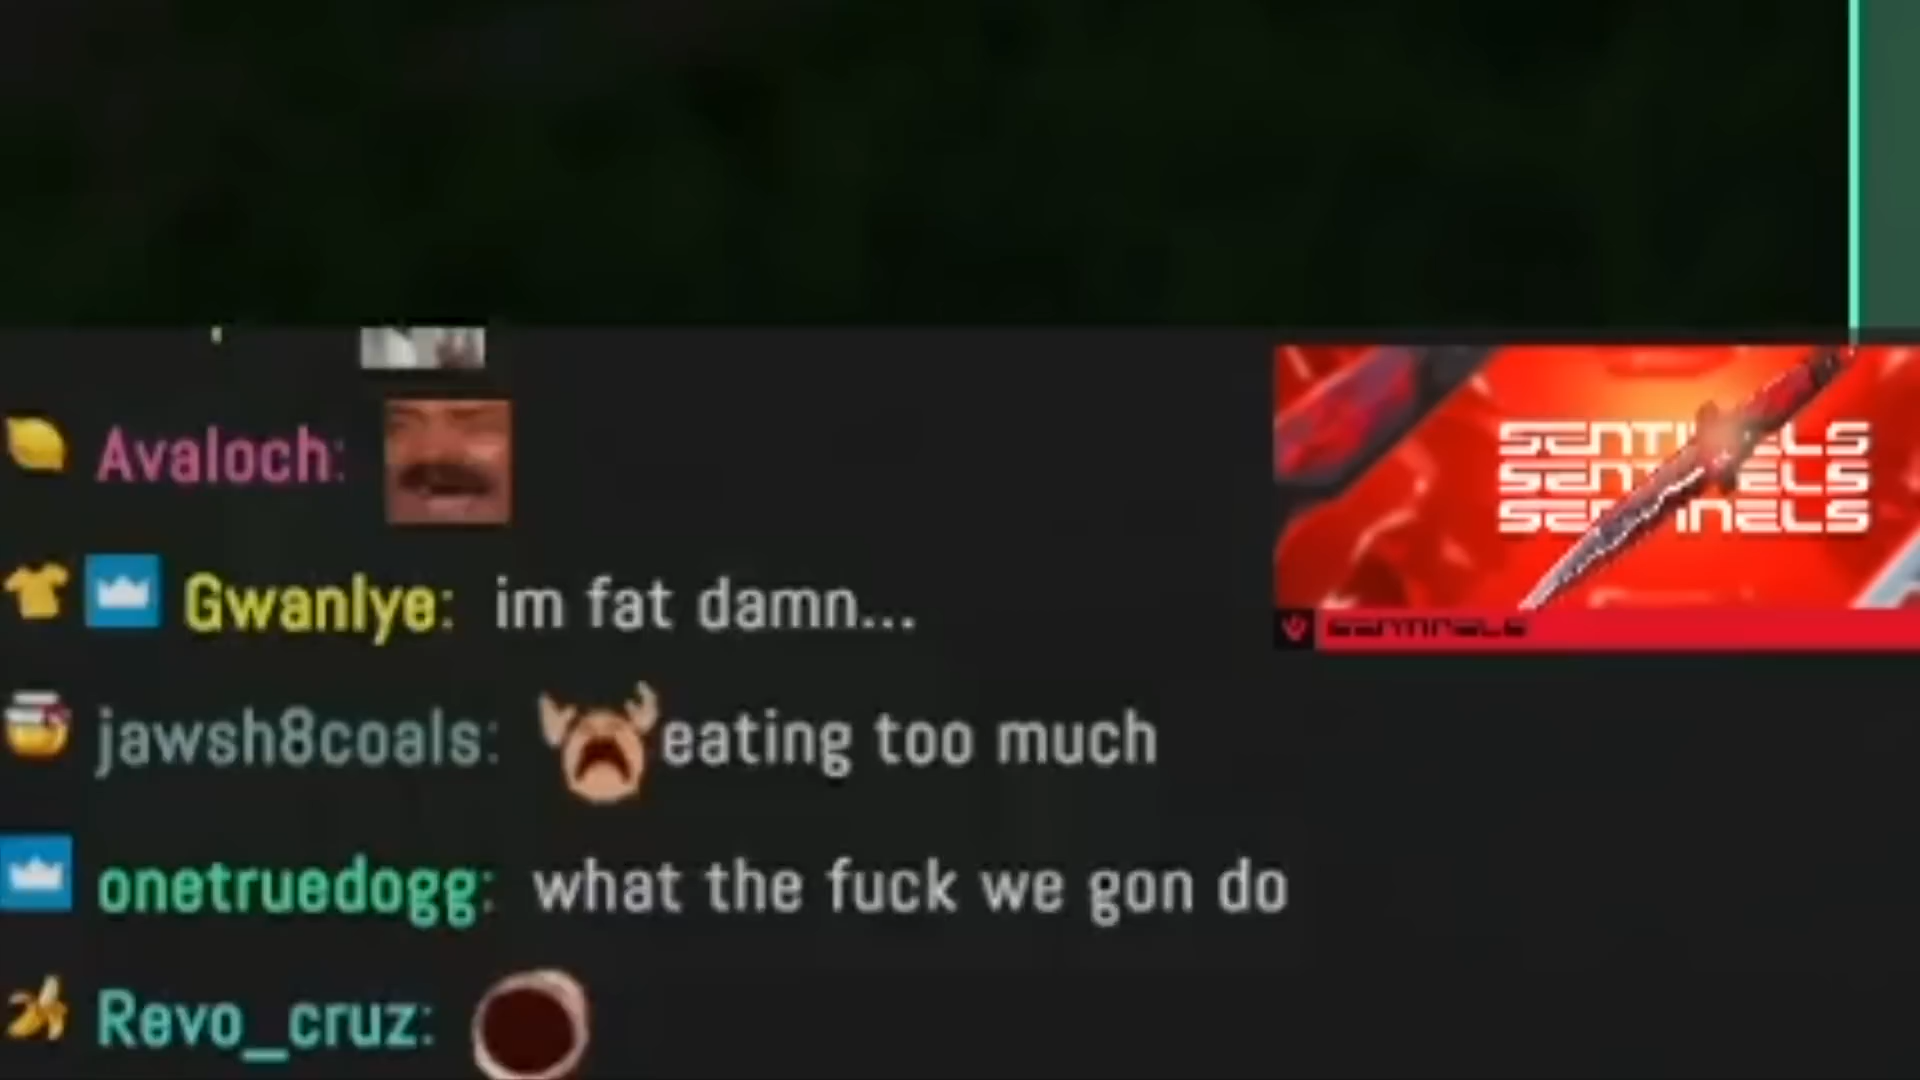 Avaloch:
Gwanlye: im fat damn...
jawsh8coals: eating too much
onetruedogg: what the fuck we gon do
Revo_cruz:
SENTINELS
SENTINELS
SENTINELS
SENTINELS